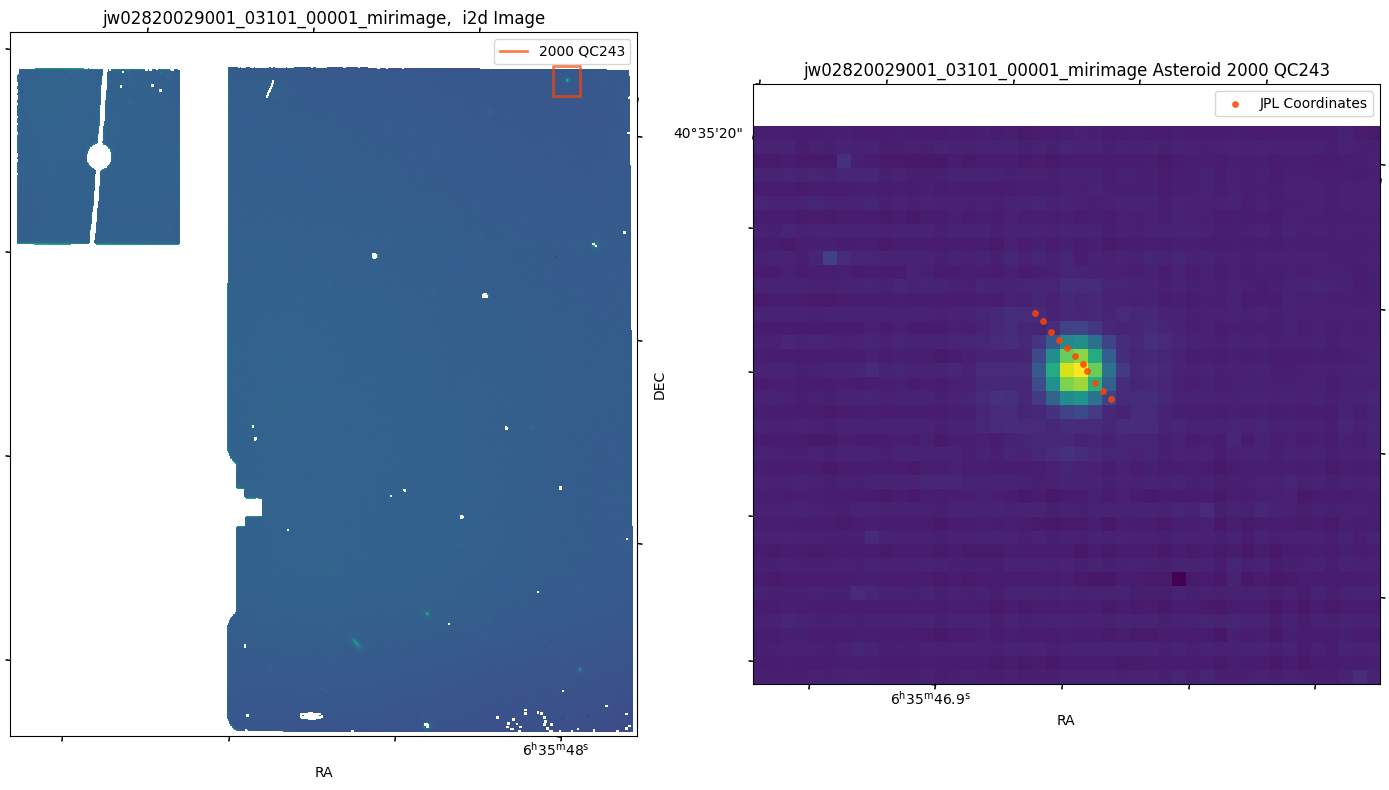 jw02820029001_03101_00001_mirimage,  i2d Image
2000 QC243
DEC
6ʰ35ᵐ48ˢ
RA
jw02820029001_03101_00001_mirimage Asteroid 2000 QC243
JPL Coordinates
40°35'20"
6ʰ35ᵐ46.9ˢ
RA